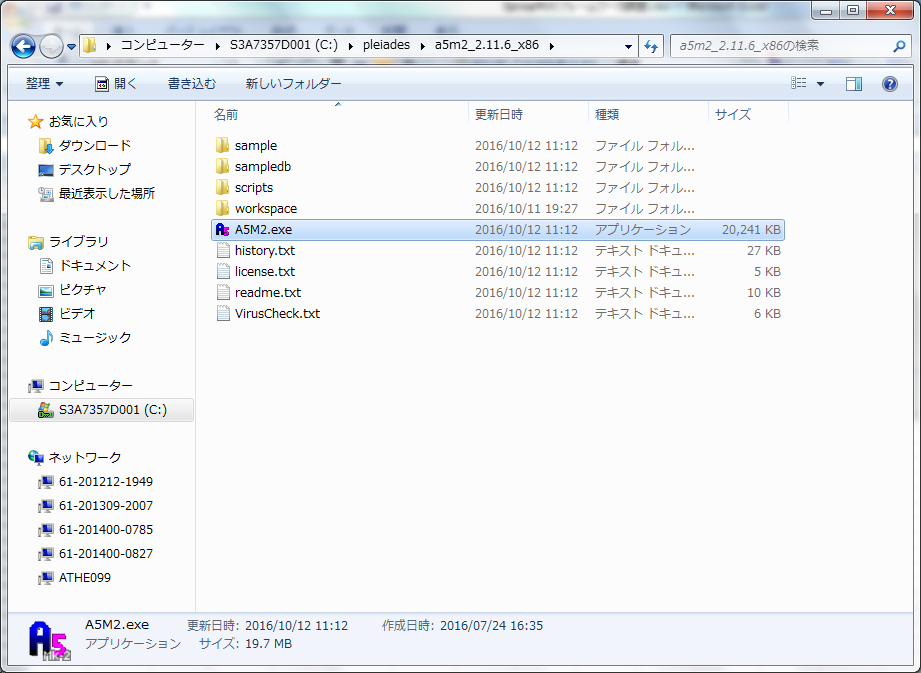 コンピューター S3A7357D001 (C:) pleiades a5m2_2.11.6_x86 a5m2_2.11.6_x86の検索
整理 開く 書き込む 新しいフォルダー
名前 更新日時 種類 サイズ
sample 2016/10/12 11:12 ファイル フォル...
sampledb 2016/10/12 11:12 ファイル フォル...
scripts 2016/10/12 11:12 ファイル フォル...
workspace 2016/10/11 19:27 ファイル フォル...
A5M2.exe 2016/10/12 11:12 アプリケーション 20,241 KB
history.txt 2016/10/12 11:12 テキスト ドキュ... 27 KB
license.txt 2016/10/12 11:12 テキスト ドキュ... 5 KB
readme.txt 2016/10/12 11:12 テキスト ドキュ... 10 KB
VirusCheck.txt 2016/10/12 11:12 テキスト ドキュ... 6 KB
お気に入り
ダウンロード
デスクトップ
最近表示した場所
ライブラリ
ドキュメント
ピクチャ
ビデオ
ミュージック
コンピューター
S3A7357D001 (C:)
ネットワーク
61-201212-1949
61-201309-2007
61-201400-0785
61-201400-0827
ATHE099
A5M2.exe 更新日時: 2016/10/12 11:12 作成日時: 2016/07/24 16:35
アプリケーション サイズ: 19.7 MB
A5 MK-2